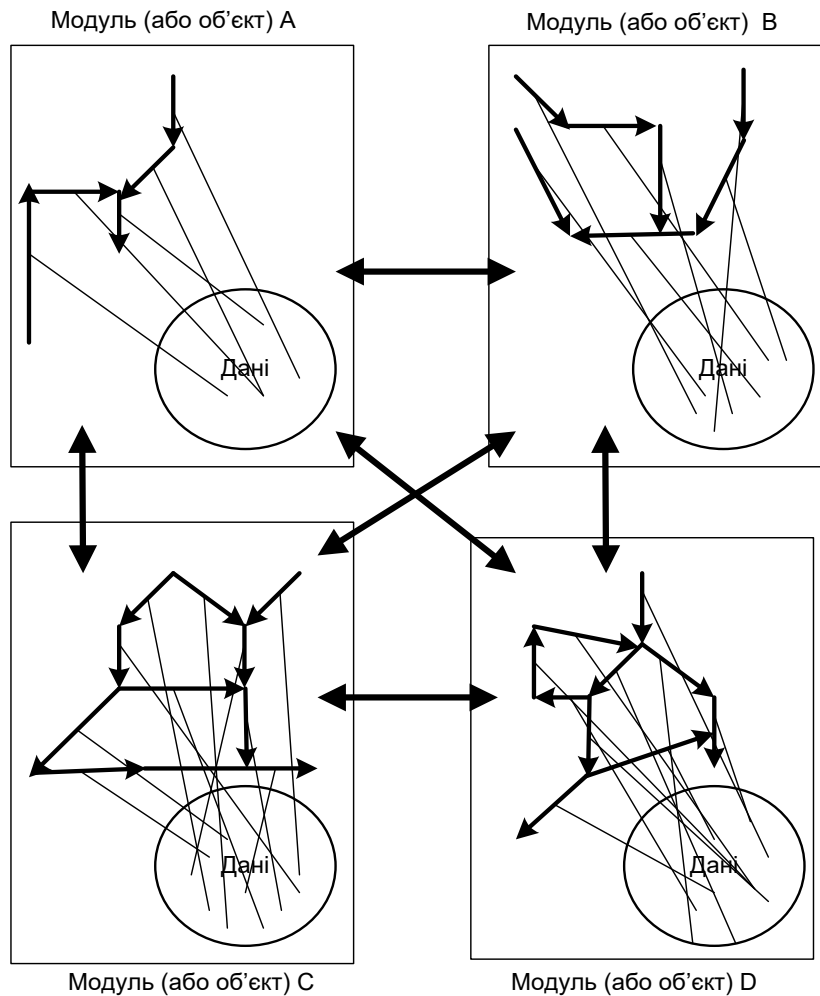 Модуль (або об’єкт) А
Модуль (або об’єкт)  В
Дані
Дані
Дані
Дані
Модуль (або об’єкт) С
Модуль (або об’єкт) D